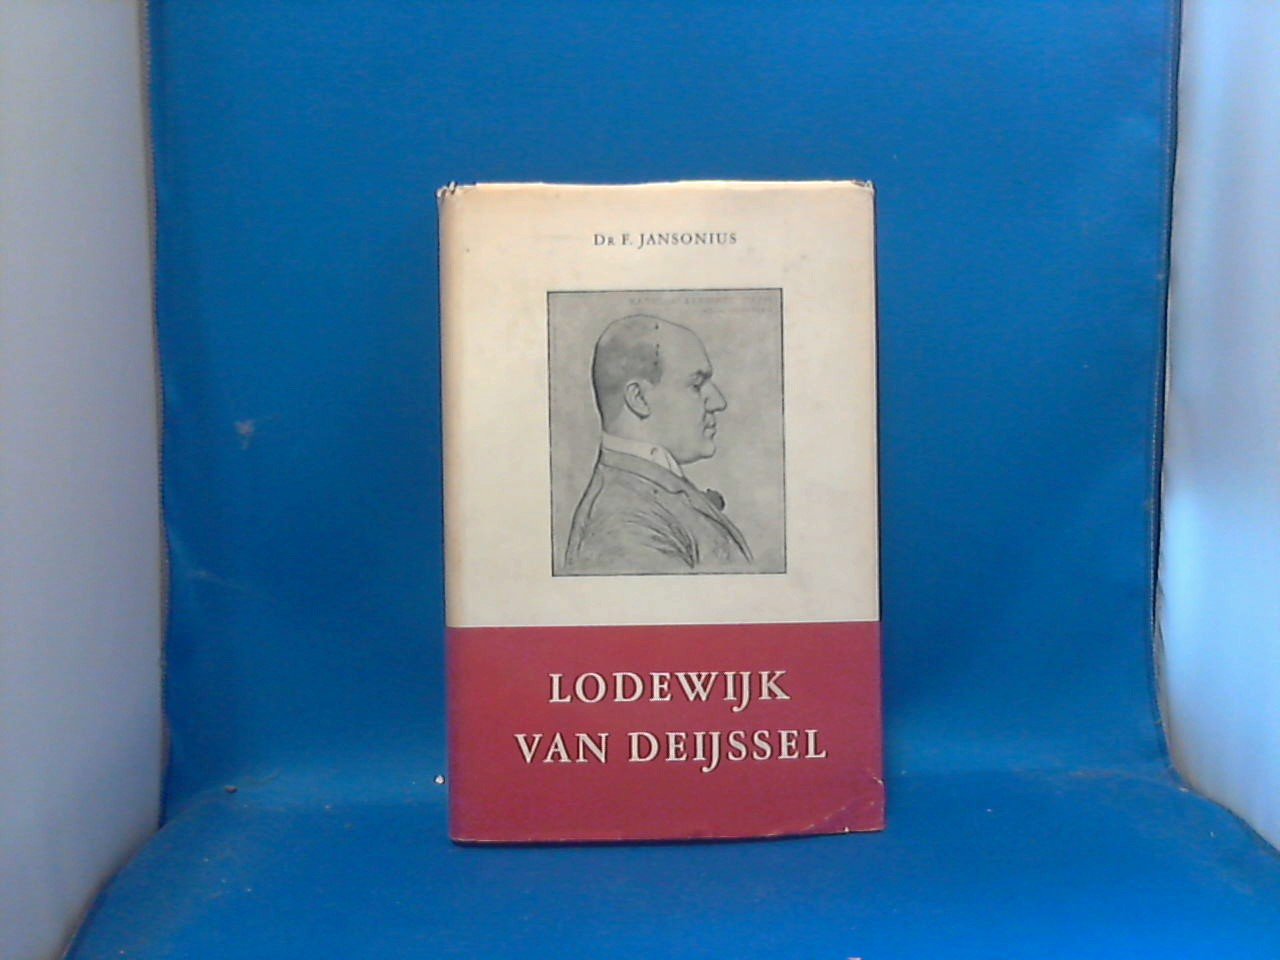 DR F. JANSONIUS
LODEWIJK
VAN DEIJSSEL